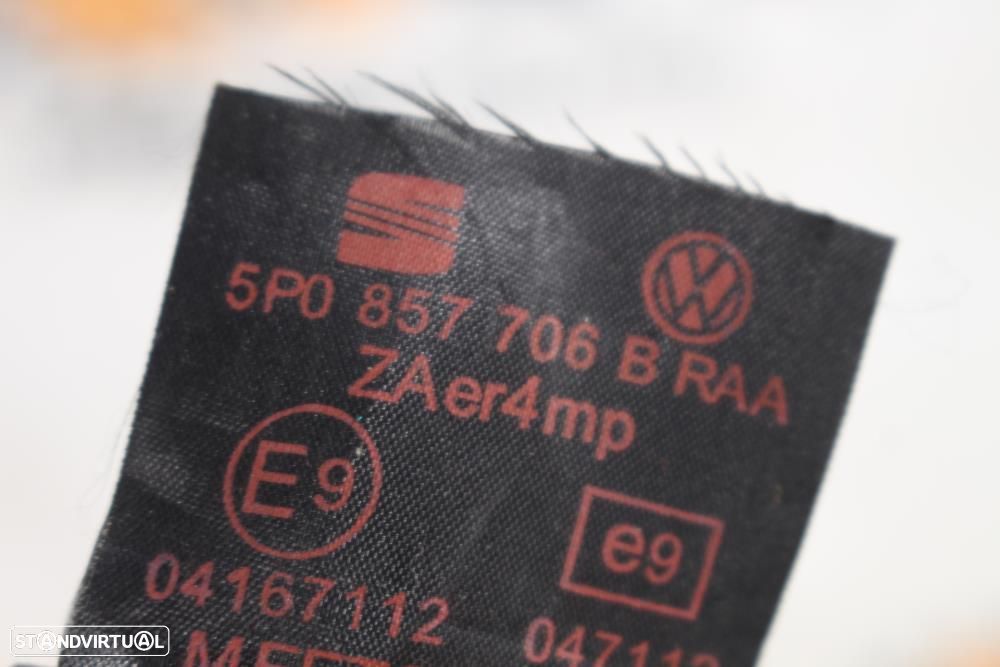 5P0 857 706 B RAA
ZAer4mp
E9
e9
04167112
STANDVIRTUAL